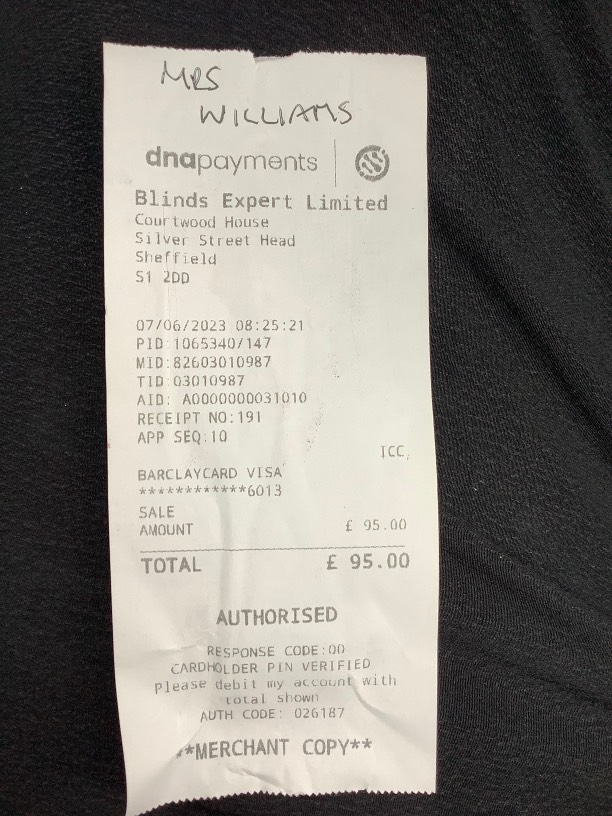 MRS
WILLIAMS
dnapayments
Blinds Expert Limited
Courtwood House
Silver Street Head
Sheffield
S1 2DD
07/06/2023 08:25:21
PID:1065340/147
MID:82603010987
TID:03010987
AID: A0000000031010
RECEIPT NO:191
APP SEQ:10
ICC,
BARCLAYCARD VISA
************6013
SALE
AMOUNT £ 95.00
TOTAL £ 95.00
AUTHORISED
RESPONSE CODE:00
CARDHOLDER PIN VERIFIED
Please debit my account with
total shown
AUTH CODE: 026187
**MERCHANT COPY**